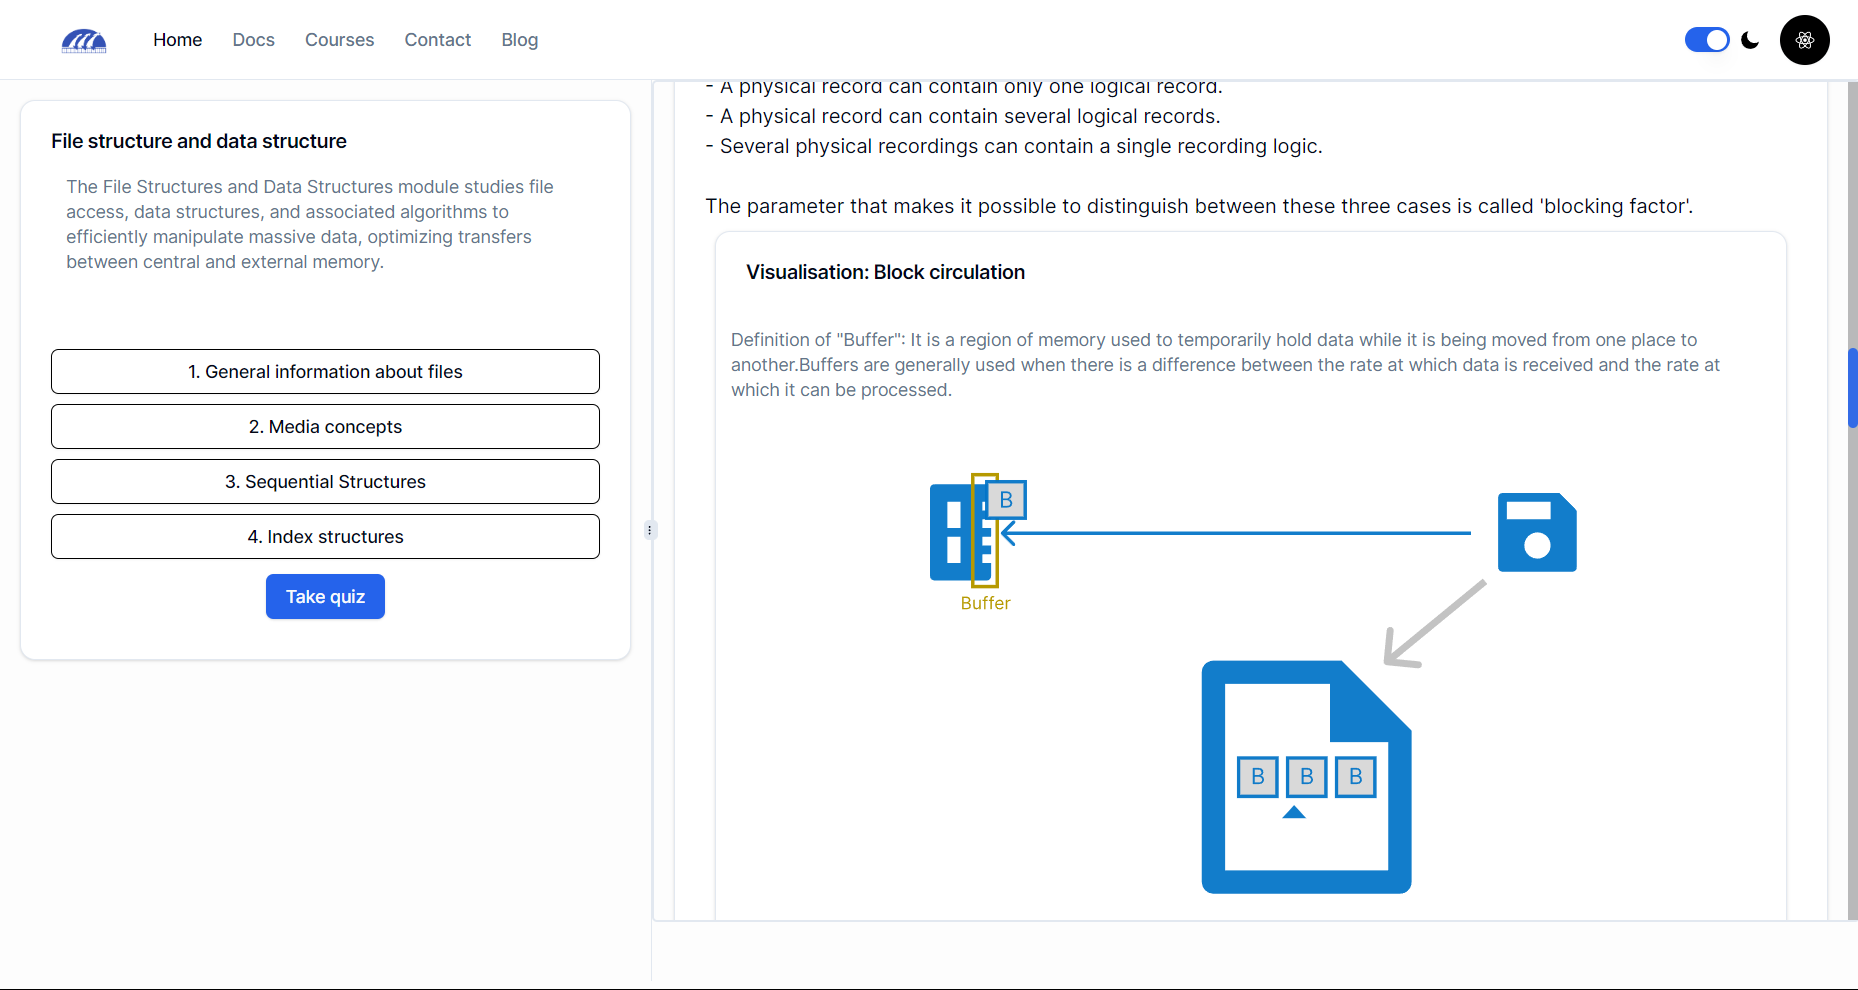 Home Docs Courses Contact Blog
File structure and data structure
The File Structures and Data Structures module studies file
access, data structures, and associated algorithms to
efficiently manipulate massive data, optimizing transfers
between central and external memory.
1. General information about files
2. Media concepts
3. Sequential Structures
4. Index structures
Take quiz
- A physical record can contain only one logical record.
- A physical record can contain several logical records.
- Several physical recordings can contain a single recording logic.
The parameter that makes it possible to distinguish between these three cases is called 'blocking factor'.
Visualisation: Block circulation
Definition of "Buffer": It is a region of memory used to temporarily hold data while it is being moved from one place to
another.Buffers are generally used when there is a difference between the rate at which data is received and the rate at
which it can be processed.
B
Buffer
B B B